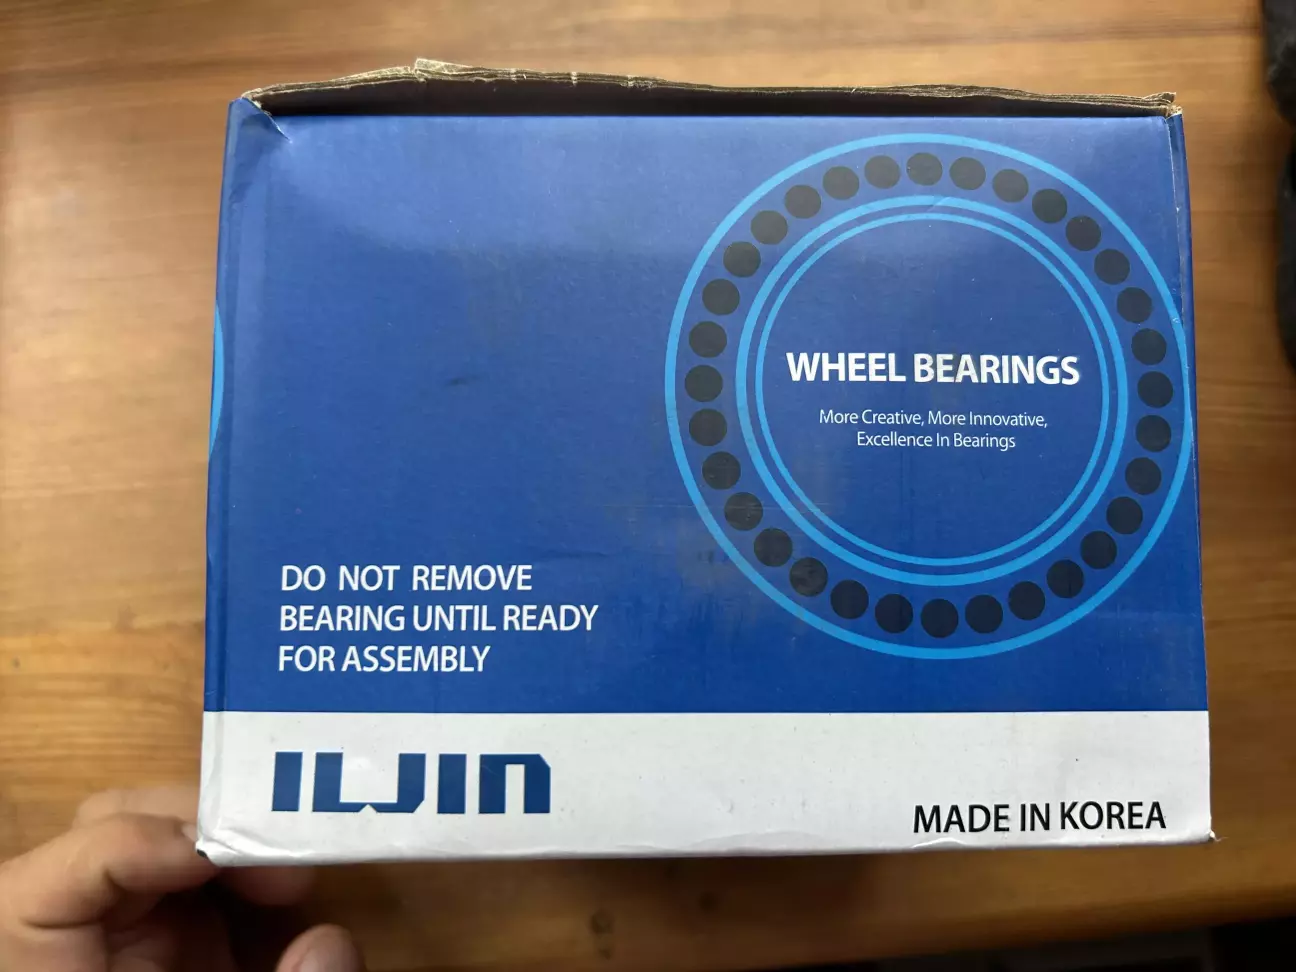 WHEEL BEARINGS
More Creative, More Innovative,
Excellence In Bearings
DO NOT REMOVE
BEARING UNTIL READY
FOR ASSEMBLY
ILJIN
MADE IN KOREA